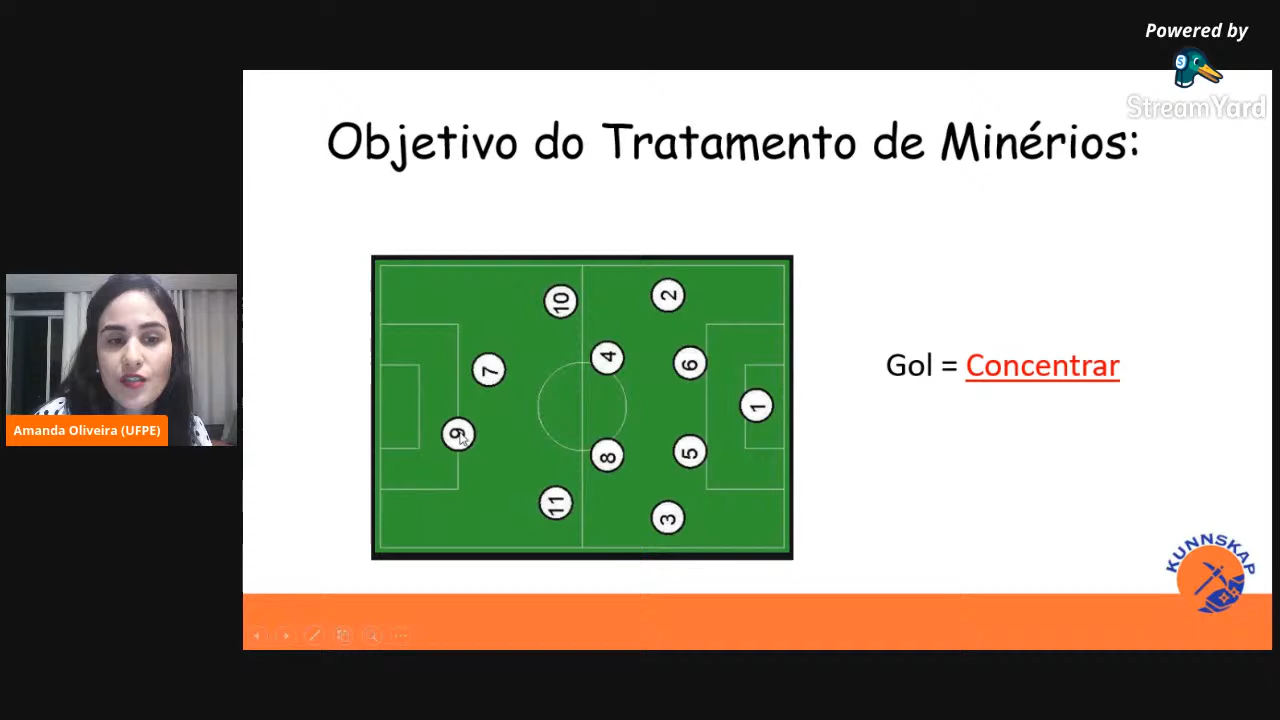 Powered by
S
StreamYard
Objetivo do Tratamento de Minérios:
10
2
7
4
6
1
9
8
5
11
3
Gol = Concentrar
Amanda Oliveira (UFPE)
KUNNSKAP